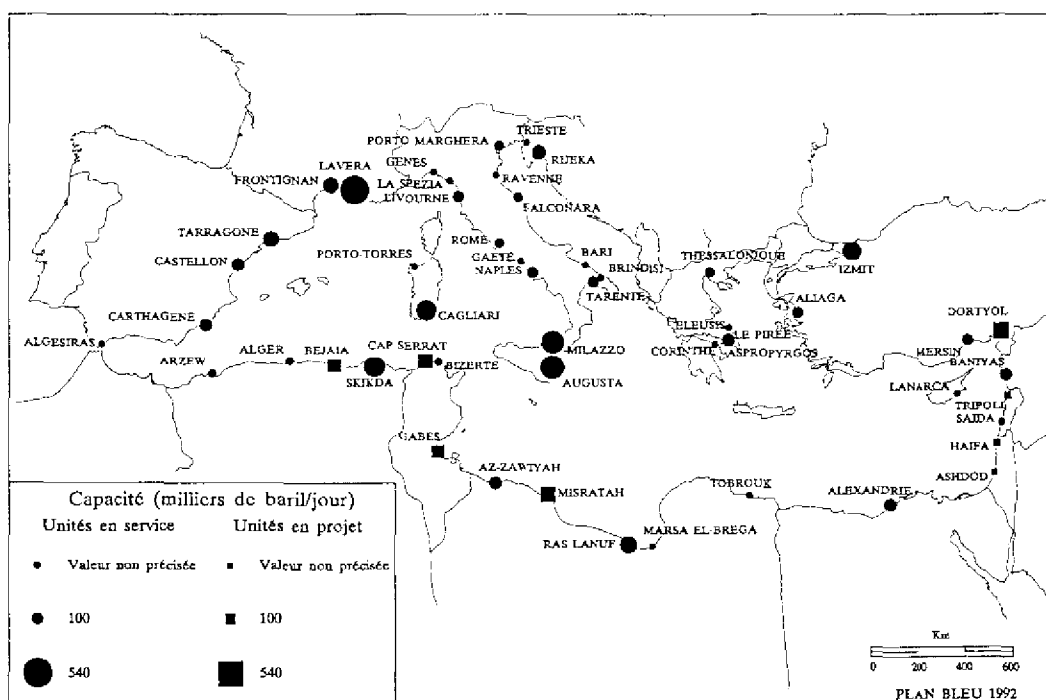 TRIESTE
PORTO MARGHERA
RIJEKA
GENES
LAVERA
LA SPEZIA
RAVENNE
FRONTIGNAN
LIVOURNE
FALCONARA
TARRAGONE
ROME
BARI
THESSALONIQUE
PORTO-TORRES
GAETE
CASTELLON
NAPLES
BRINDISI
IZMIT
TARENTE
ALIAGA
CAGLIARI
DORTYOL
CARTHAGENE
ELEUSIS
LE PIREE
ALGESIRAS
CAP SERRAT
MILAZZO
CORINTHE
ASPROPYRGOS
MERSIN
ALGER
BEJAIA
BANIYAS
ARZEW
BIZERTE
SKIKDA
AUGUSTA
LANARCA
TRIPOLI
SAIDA
GABES
HAIFA
AZ-ZAWIYAH
ASHDOD
MISRATAH
TOBROUK
ALEXANDRIE
RAS LANUF
MARSA EL-BREGA
Capacité (milliers de baril/jour)
Unités en service Unités en projet
Valeur non précisée Valeur non précisée
100 100
540 540
Km
0 200 400 600
PLAN BLEU 1992